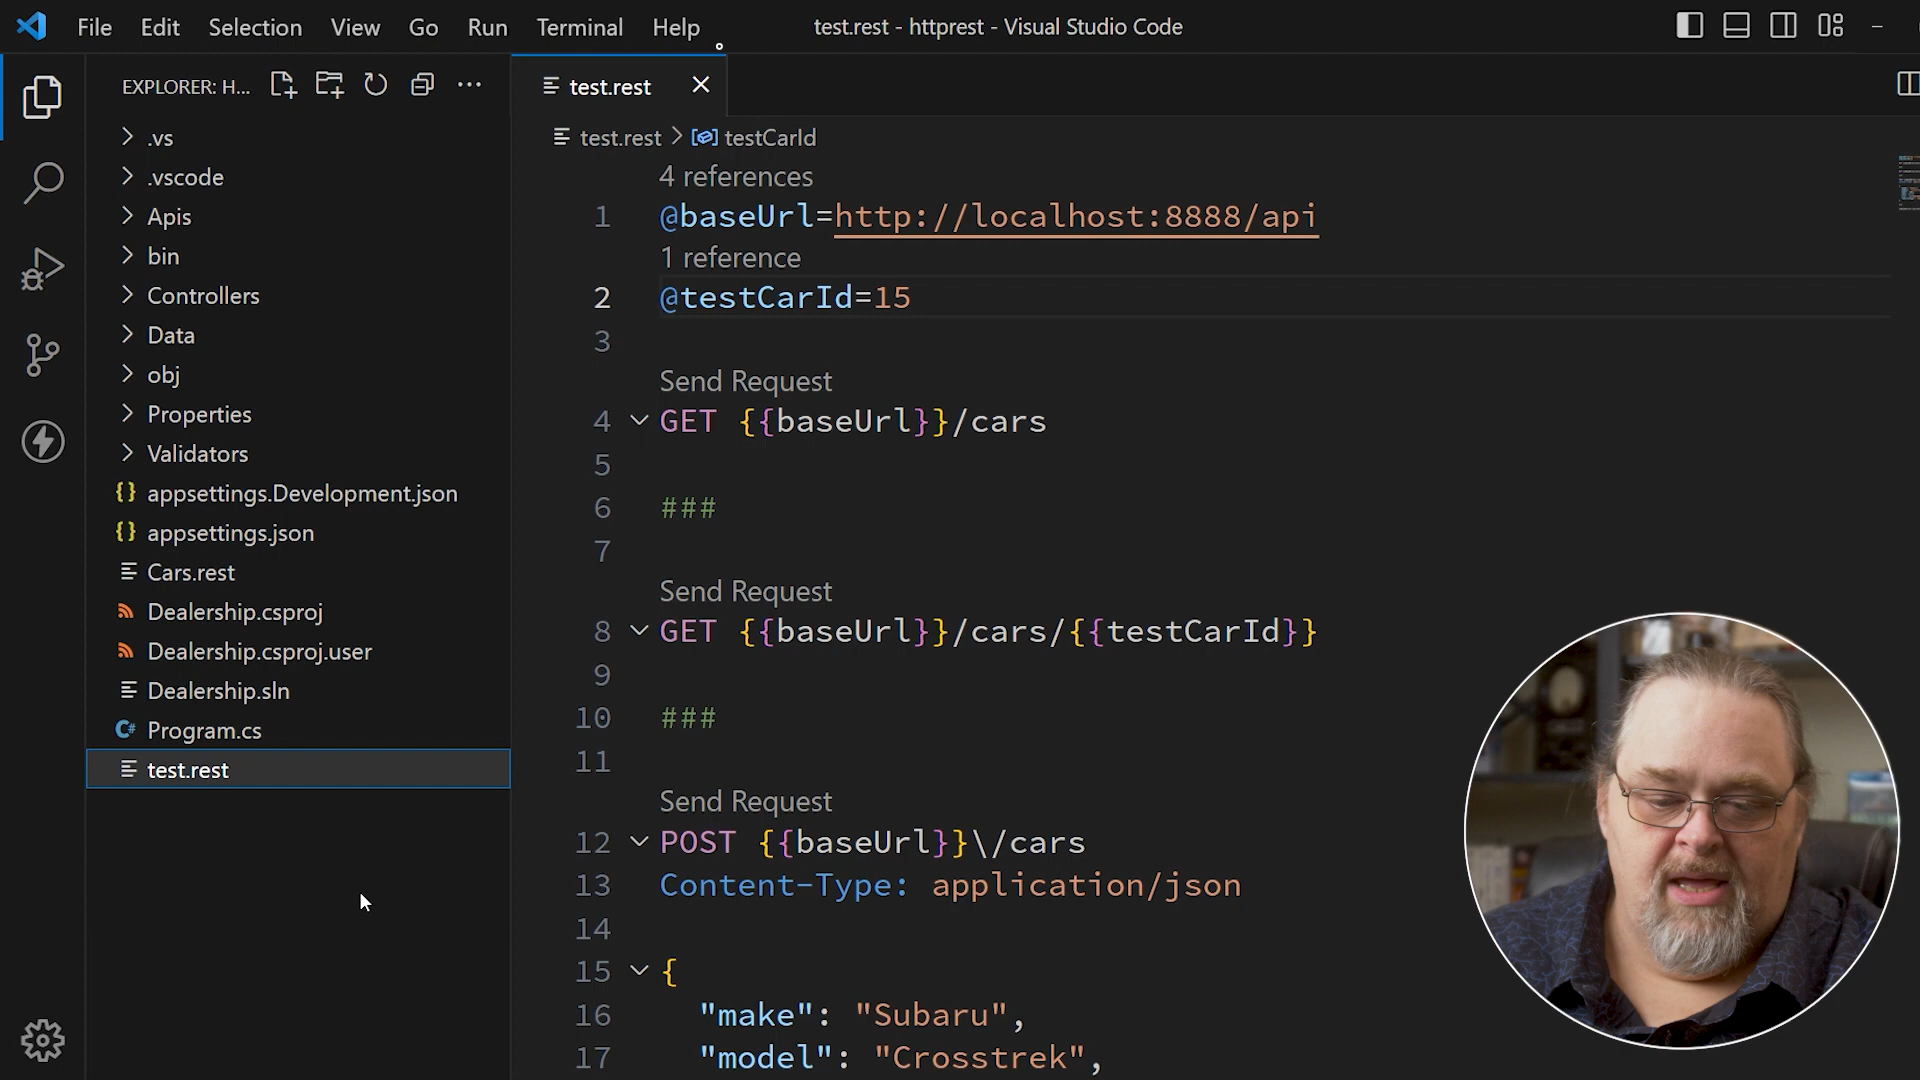 File Edit Selection View Go Run Terminal Help
test.rest - httprest - Visual Studio Code
EXPLORER: H...
.vs
.vscode
Apis
bin
Controllers
Data
obj
Properties
Validators
appsettings.Development.json
appsettings.json
Cars.rest
Dealership.csproj
Dealership.csproj.user
Dealership.sln
Program.cs
test.rest
test.rest
test.rest > testCarId
4 references
1 @baseUrl=http://localhost:8888/api
1 reference
2 @testCarId=15
3
Send Request
4 GET {{baseUrl}}/cars
5
6 ###
7
Send Request
8 GET {{baseUrl}}/cars/{{testCarId}}
9
10 ###
11
Send Request
12 POST {{baseUrl}}\/cars
13 Content-Type: application/json
14
15 {
16 "make": "Subaru",
17 "model": "Crosstrek",